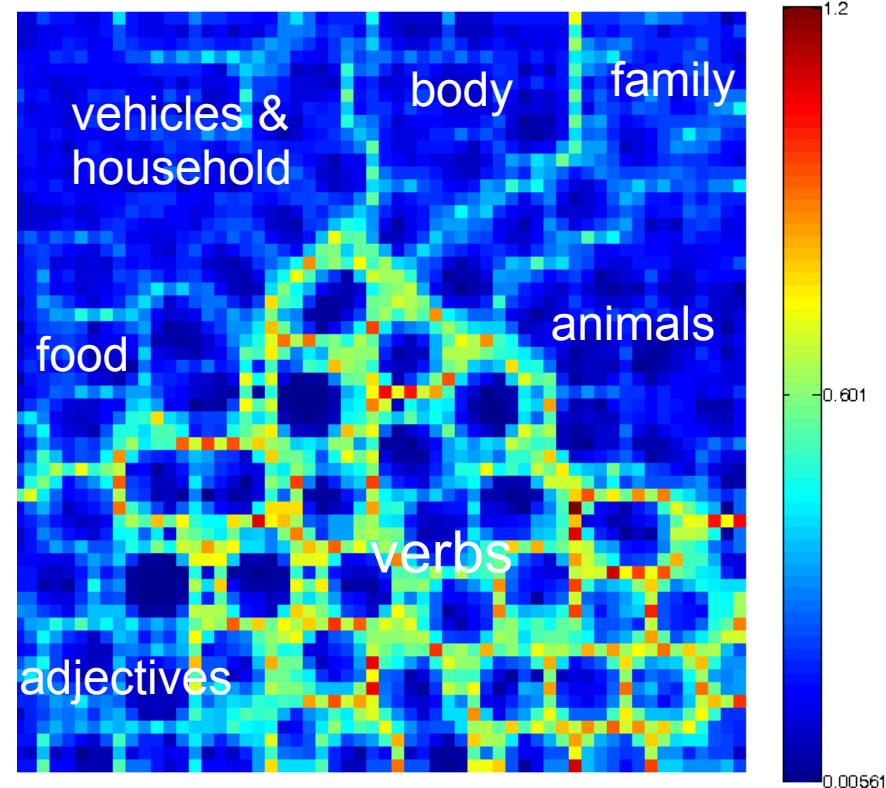 1.2
body
family
vehicles &
household
animals
food
0.601
verbs
adjectives
0.00561